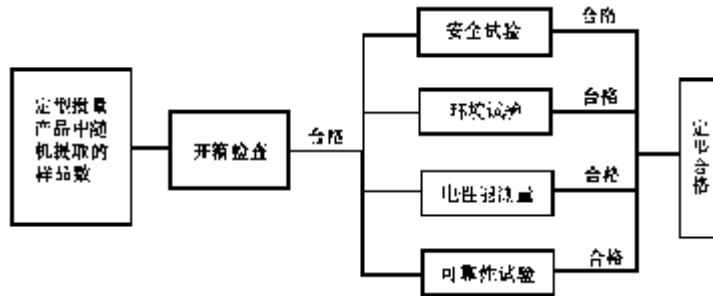 定型批量
产品中随
机提取的
样品数
开箱检查
合格
安全试验
合格
环境试验
合格
电性能测量
合格
可靠性试验
合格
定型合格